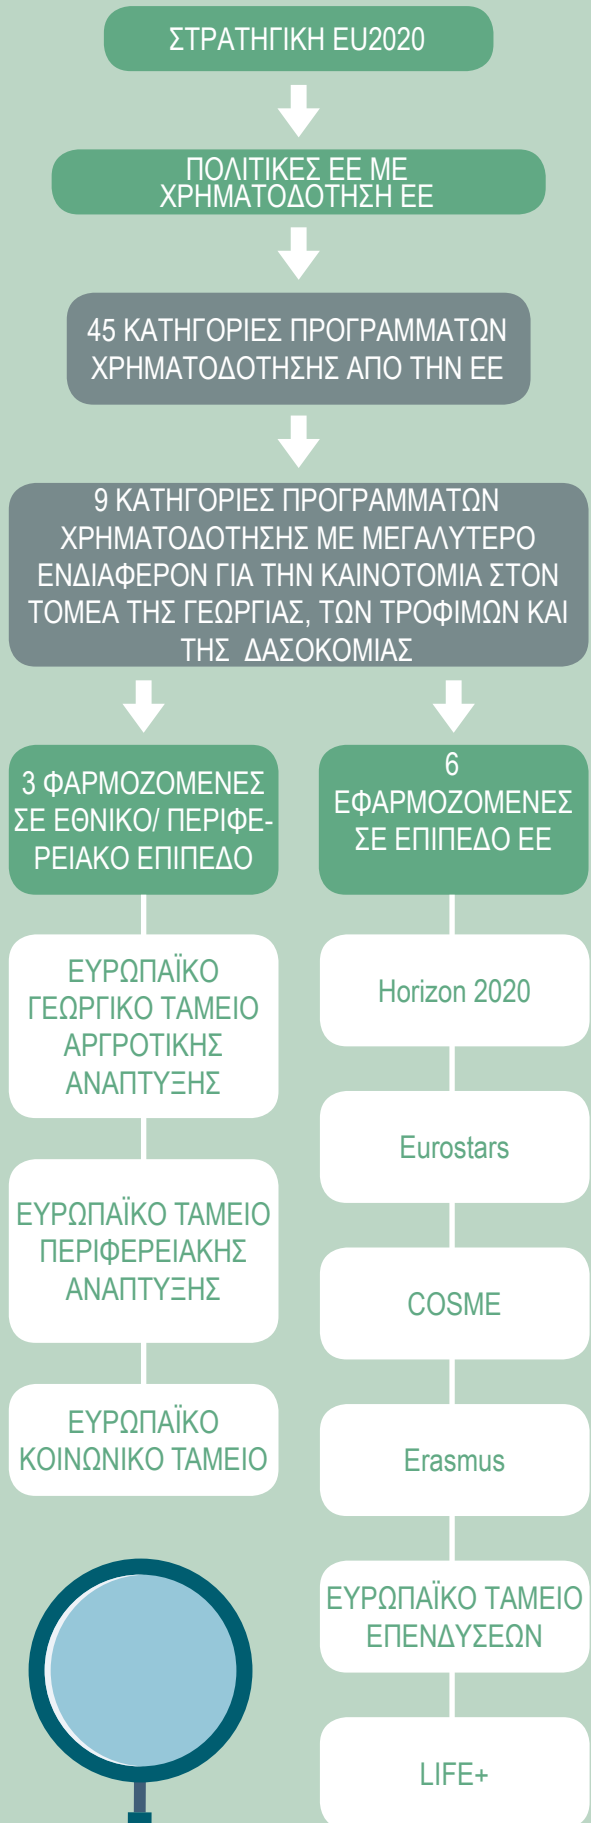 ΣΤΡΑΤΗΓΙΚΗ EU2020
ΠΟΛΙΤΙΚΕΣ ΕΕ ΜΕ
ΧΡΗΜΑΤΟΔΟΤΗΣΗ ΕΕ
45 ΚΑΤΗΓΟΡΙΕΣ ΠΡΟΓΡΑΜΜΑΤΩΝ
ΧΡΗΜΑΤΟΔΟΤΗΣΗΣ ΑΠΟ ΤΗΝ ΕΕ
9 ΚΑΤΗΓΟΡΙΕΣ ΠΡΟΓΡΑΜΜΑΤΩΝ
ΧΡΗΜΑΤΟΔΟΤΗΣΗΣ ΜΕ ΜΕΓΑΛΥΤΕΡΟ
ΕΝΔΙΑΦΕΡΟΝ ΓΙΑ ΤΗΝ ΚΑΙΝΟΤΟΜΙΑ ΣΤΟΝ
ΤΟΜΕΑ ΤΗΣ ΓΕΩΡΓΙΑΣ, ΤΩΝ ΤΡΟΦΙΜΩΝ ΚΑΙ
ΤΗΣ ΔΑΣΟΚΟΜΙΑΣ
3 ΦΑΡΜΟΖΟΜΕΝΕΣ
ΣΕ ΕΘΝΙΚΟ/ ΠΕΡΙΦΕ-
ΡΕΙΑΚΟ ΕΠΙΠΕΔΟ
ΕΥΡΩΠΑΪΚΟ
ΓΕΩΡΓΙΚΟ ΤΑΜΕΙΟ
ΑΡΓΡΟΤΙΚΗΣ
ΑΝΑΠΤΥΞΗΣ
ΕΥΡΩΠΑΪΚΟ ΤΑΜΕΙΟ
ΠΕΡΙΦΕΡΕΙΑΚΗΣ
ΑΝΑΠΤΥΞΗΣ
ΕΥΡΩΠΑΪΚΟ
ΚΟΙΝΩΝΙΚΟ ΤΑΜΕΙΟ
6
ΕΦΑΡΜΟΖΟΜΕΝΕΣ
ΣΕ ΕΠΙΠΕΔΟ ΕΕ
Horizon 2020
Eurostars
COSME
Erasmus
ΕΥΡΩΠΑΪΚΟ ΤΑΜΕΙΟ
ΕΠΕΝΔΥΣΕΩΝ
LIFE+